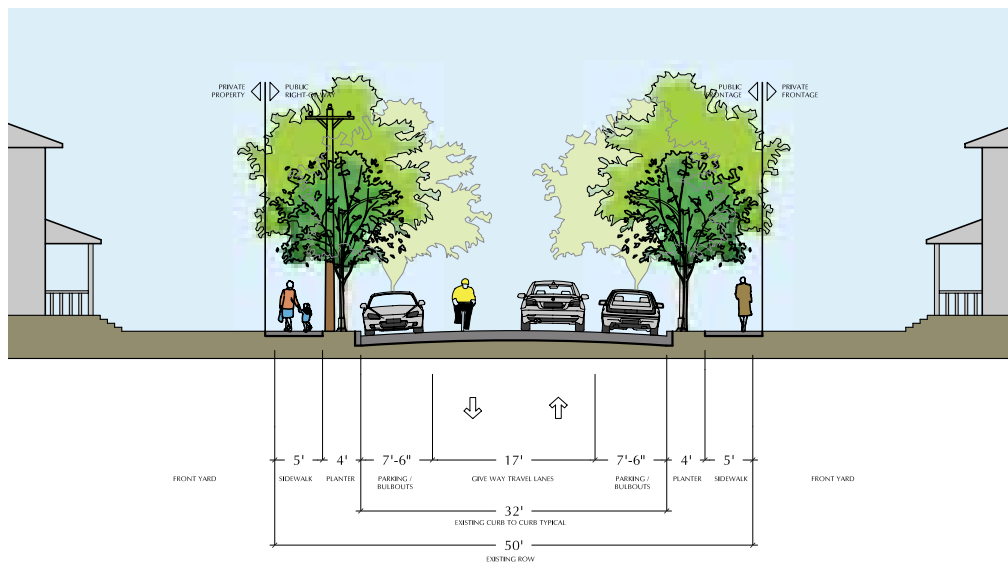 PRIVATE
PROPERTY
PUBLIC
RIGHT-OF-WAY
PUBLIC
FRONTAGE
PRIVATE
FRONTAGE
5'
4'
7'-6"
17'
7'-6"
4'
5'
FRONT YARD
SIDEWALK
PLANTER
PARKING /
BULBOUTS
GIVE WAY TRAVEL LANES
PARKING /
BULBOUTS
PLANTER
SIDEWALK
FRONT YARD
32'
EXISTING CURB TO CURB TYPICAL
50'
EXISTING ROW